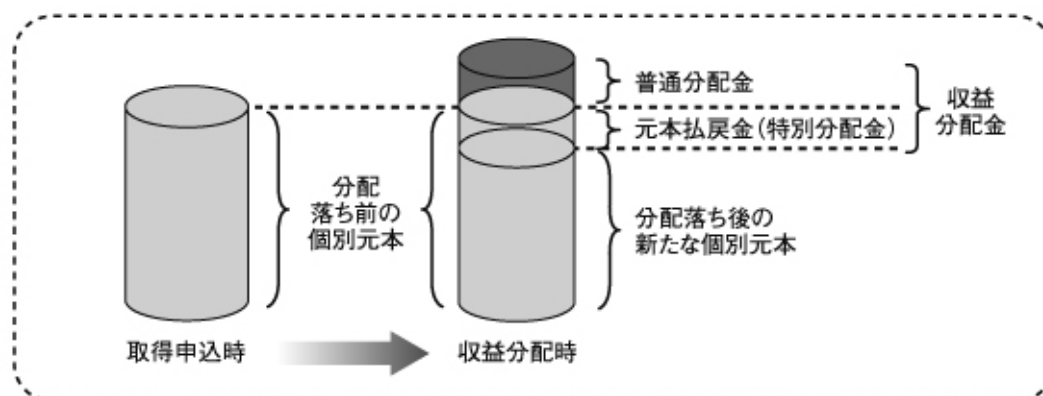 普通分配金
収益
分配金
元本払戻金(特別分配金)
分配
落ち前の
個別元本
分配落ち後の
新たな個別元本
取得申込時
収益分配時